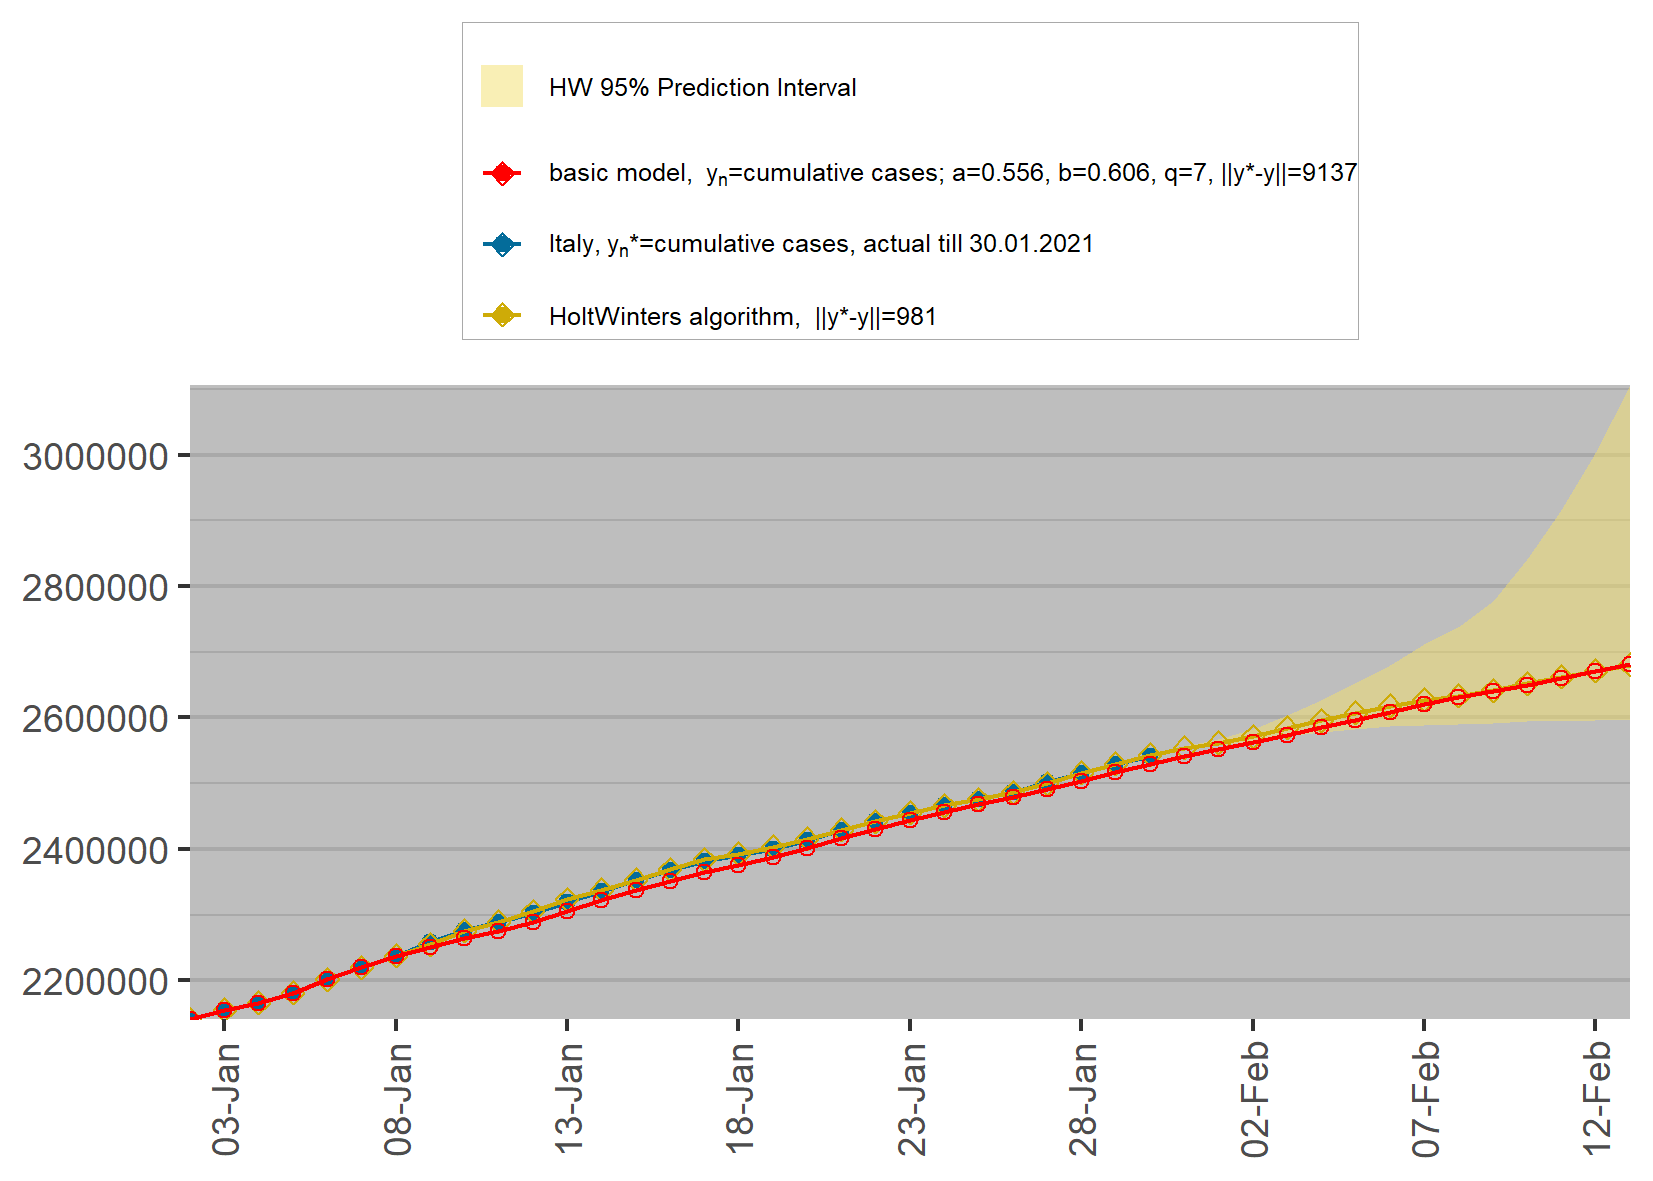 HW 95% Prediction Interval
basic model, yn=cumulative cases; a=0.556, b=0.606, q=7, ||y*-y||=9137
Italy, yn*=cumulative cases, actual till 30.01.2021
HoltWinters algorithm, ||y*-y||=981
3000000
2800000
2600000
2400000
2200000
03-Jan
08-Jan
13-Jan
18-Jan
23-Jan
28-Jan
02-Feb
07-Feb
12-Feb